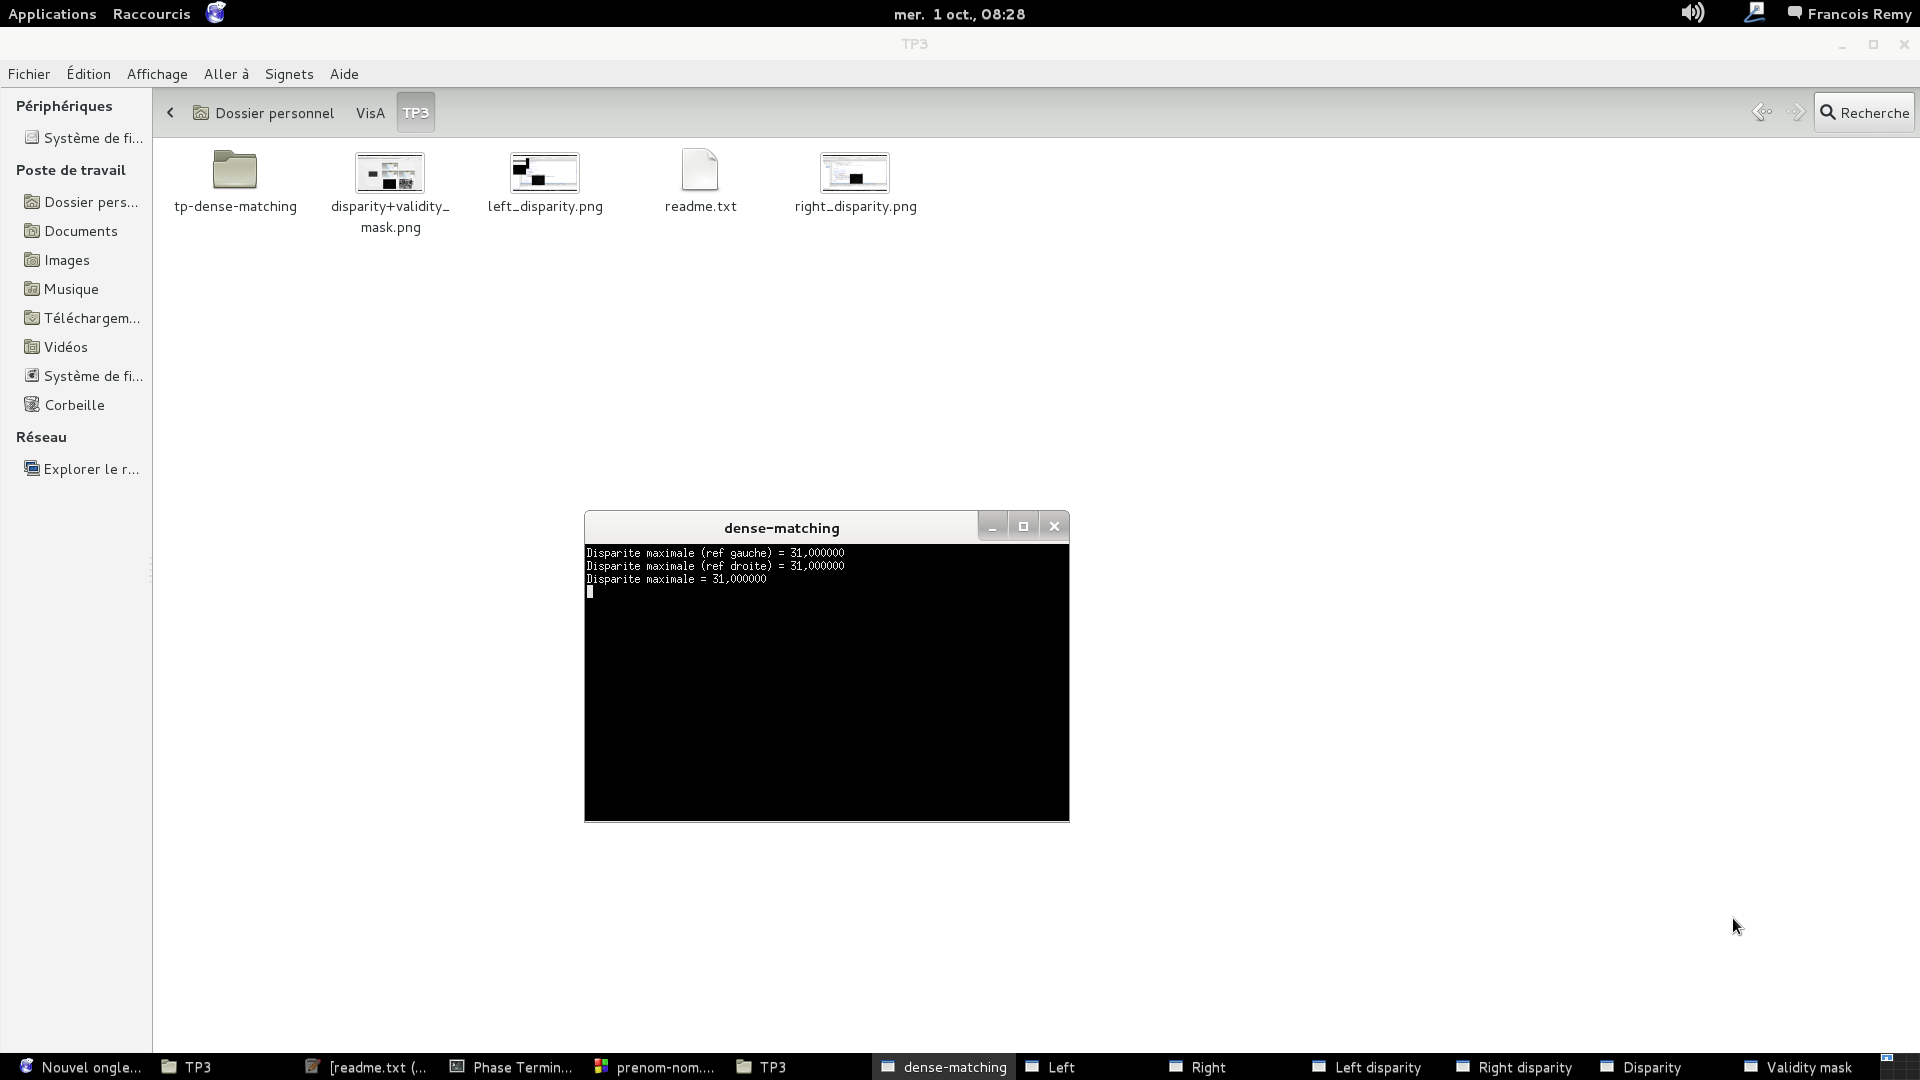 Applications Raccourcis mer. 1 oct., 08:28 Francois Remy
TP3
Fichier Édition Affichage Aller à Signets Aide
Périphériques
Système de fi...
Poste de travail
Dossier pers...
Documents
Images
Musique
Téléchargem...
Vidéos
Système de fi...
Corbeille
Réseau
Explorer le r...
Dossier personnel VisA TP3 Recherche
tp-dense-matching
disparity+validity_
mask.png
left_disparity.png
readme.txt
right_disparity.png
dense-matching
Disparite maximale (ref gauche) = 31,000000
Disparite maximale (ref droite) = 31,000000
Disparite maximale = 31,000000
Nouvel ongle... TP3 [readme.txt (... Phase Termin... prenom-nom.... TP3 dense-matching Left Right Left disparity Right disparity Disparity Validity mask